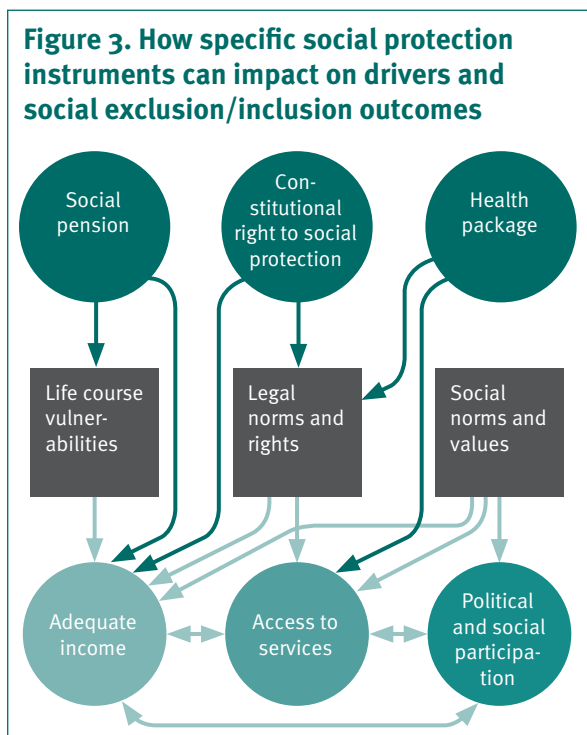 Figure 3. How specific social protection
instruments can impact on drivers and
social exclusion/inclusion outcomes
Social
pension
Con-
stitutional
right to social
protection
Health
package
Life course
vulner-
abilities
Legal
norms and
rights
Social
norms and
values
Adequate
income
Access to
services
Political
and social
participa-
tion